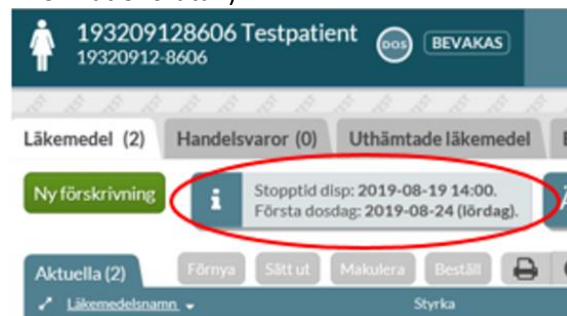 193209128606 Testpatient
DOS
BEVAKAS
19320912-8606
Läkemedel (2)
Handelsvaror (0)
Uthämtade läkemedel
Ny förskrivning
i
Stopptid disp: 2019-08-19 14:00.
Första dosdag: 2019-08-24 (lördag).
Aktuella (2)
Förnya
Sätt ut
Makulera
Beställ
Läkemedelsnamn
Styrka